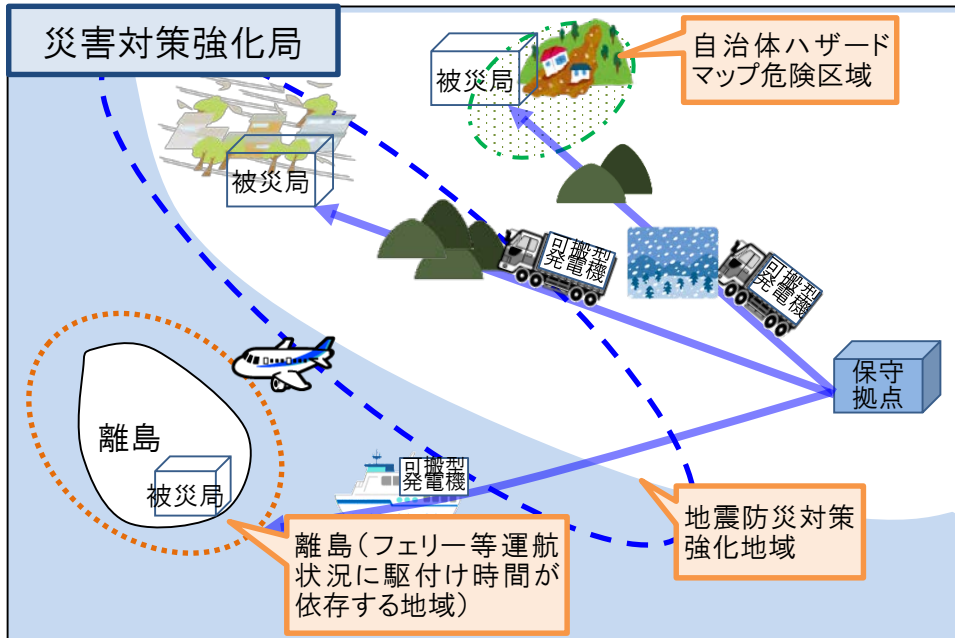 災害対策強化局
被災局
自治体ハザード
マップ危険区域
被災局
可搬型
発電機
可搬型
発電機
保守
拠点
離島
被災局
可搬型
発電機
地震防災対策
強化地域
離島(フェリー等運航
状況に駆付け時間が
依存する地域)